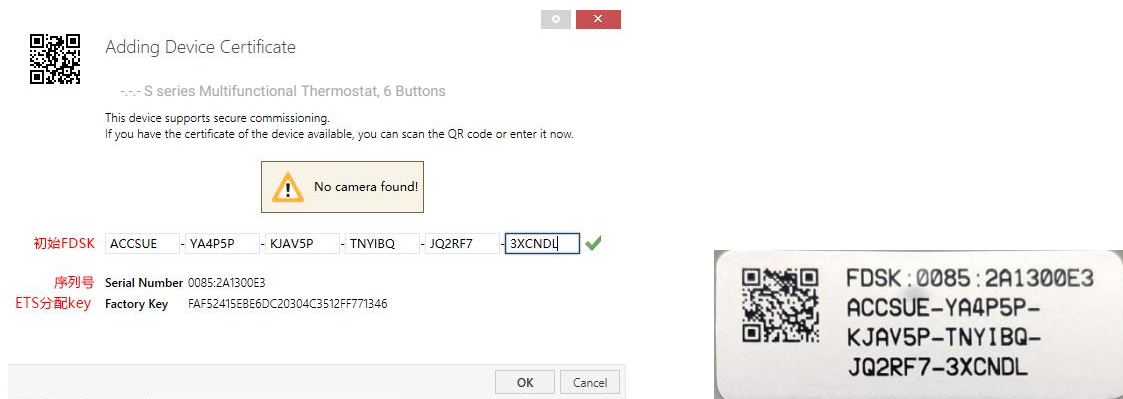 Adding Device Certificate
-.-.- S series Multifunctional Thermostat, 6 Buttons
This device supports secure commissioning.
If you have the certificate of the device available, you can scan the QR code or enter it now.
No camera found!
初始FDSK ACCSUE - YA4P5P - KJAV5P - TNYIBQ - JQ2RF7 - 3XCNDL
序列号 Serial Number 0085:2A1300E3
ETS分配key Factory Key FAF52415EBE6DC20304C3512FF771346
OK Cancel
FDSK:0085:2A1300E3
ACCSUE-YA4P5P-
KJAV5P-TNYIBQ-
JQ2RF7-3XCNDL